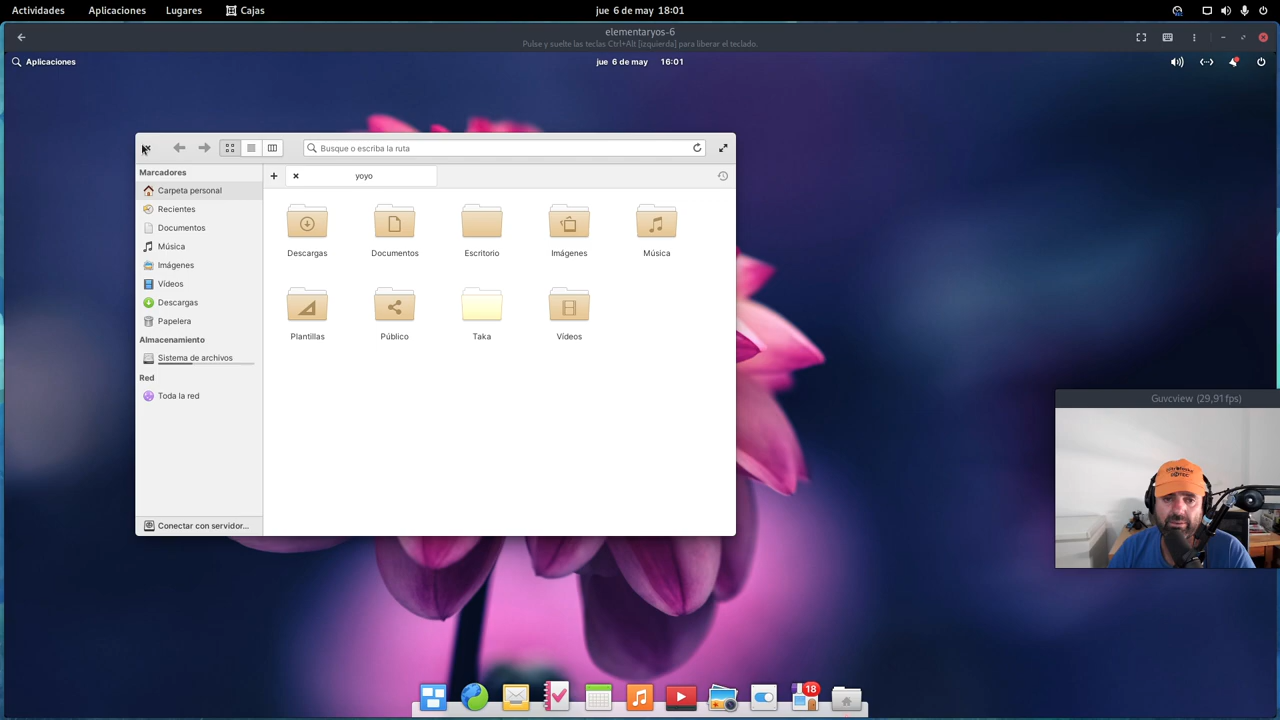 Actividades Aplicaciones Lugares Cajas jue 6 de may 18:01
elementaryos-6
Pulse y suelte las teclas Ctrl+Alt [izquierda] para liberar el teclado.
Aplicaciones jue 6 de may 16:01
Busque o escriba la ruta
yoyo
Marcadores
Carpeta personal
Recientes
Documentos
Música
Imágenes
Vídeos
Descargas
Papelera
Almacenamiento
Sistema de archivos
Red
Toda la red
Conectar con servidor...
Descargas Documentos Escritorio Imágenes Música
Plantillas Público Taka Vídeos
Guvcview (29,91 fps)
18